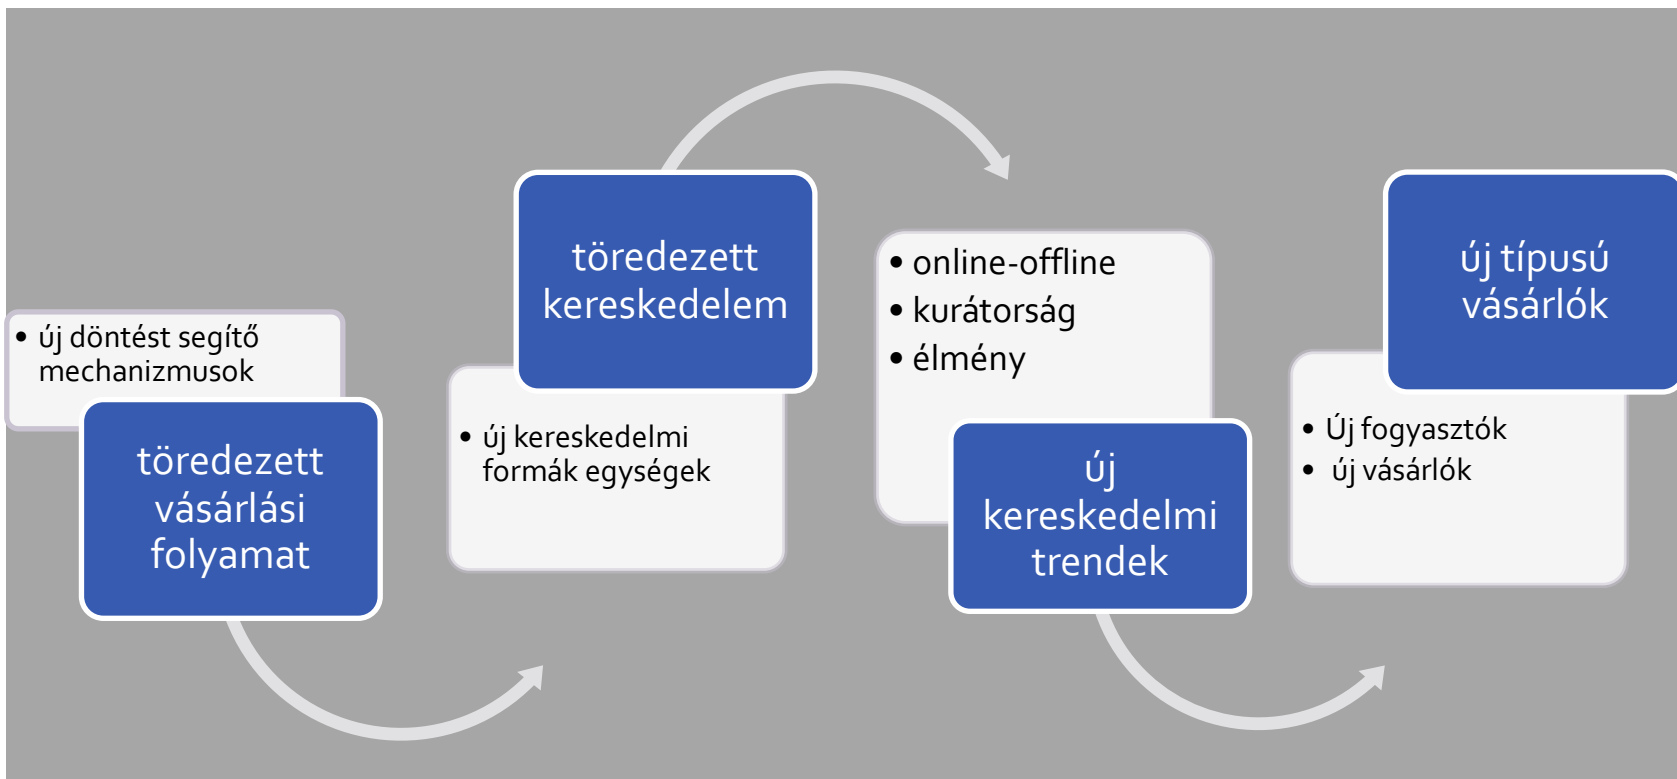 • új döntést segítő
mechanizmusok
töredezett
vásárlási
folyamat
töredezett
kereskedelem
• új kereskedelmi
formák egységek
• online-offline
• kurátorság
• élmény
új
kereskedelmi
trendek
új típusú
vásárlók
• Új fogyasztók
• új vásárlók